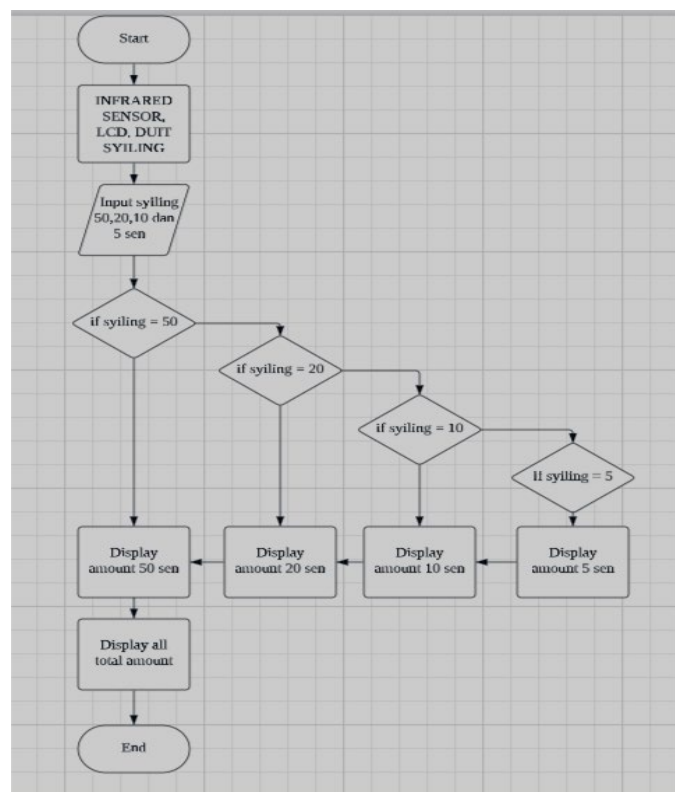 Start
INFRARED
SENSOR,
LCD, DUIT
SYILING
Input syiling
50,20,10 dan
5 sen
if syiling = 50
if syiling = 20
if syiling = 10
If syiling = 5
Display
amount 50 sen
Display
amount 20 sen
Display
amount 10 sen
Display
amount 5 sen
Display all
total amount
End